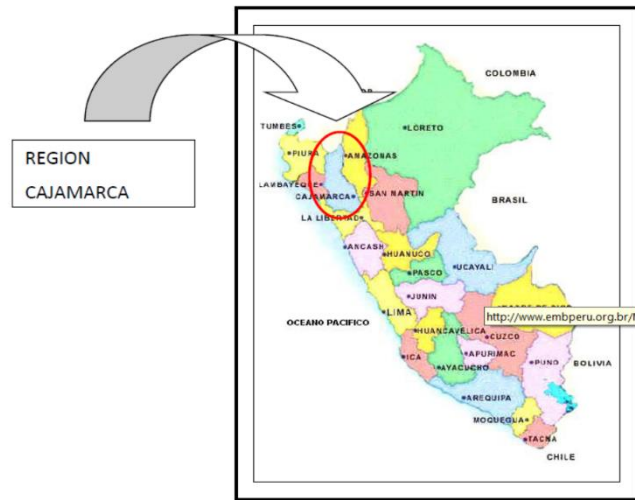 REGION
CAJAMARCA
COLOMBIA
TUMBES
LORETO
PIURA
AMAZONAS
LAMBAYEQUE
CAJAMARCA
SAN MARTIN
BRASIL
LA LIBERTAD
ANCASH
HUANUCO
PASCO
UCAYALI
JUNIN
LIMA
http://www.embperu.org.br/
OCEANO PACIFICO
HUANCAVELICA
CUZCO
ICA
APURIMAC
PUNO
BOLIVIA
AYACUCHO
AREQUIPA
MOQUEGUA
TACNA
CHILE